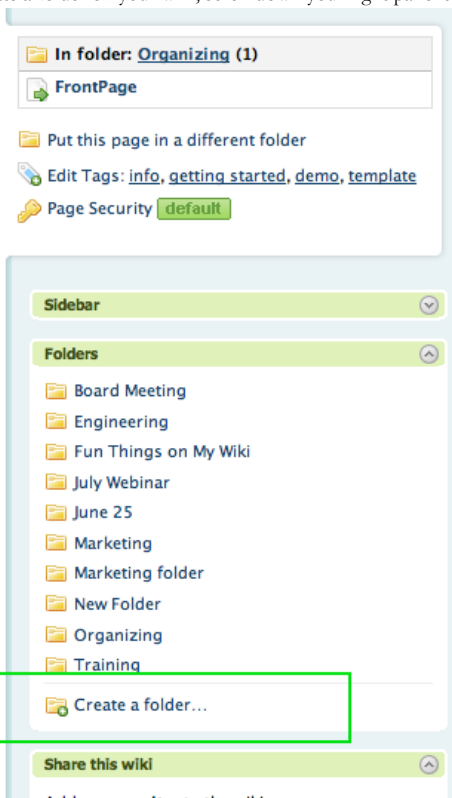 In folder: Organizing (1)
FrontPage
Put this page in a different folder
Edit Tags: info, getting started, demo, template
Page Security default
Sidebar
Folders
Board Meeting
Engineering
Fun Things on My Wiki
July Webinar
June 25
Marketing
Marketing folder
New Folder
Organizing
Training
Create a folder...
Share this wiki